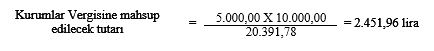 Kurumlar Vergisine mahsup edilecek tutarı = 5.000,00 X 10.000,00 = 2.451,96 lira
20.391,78